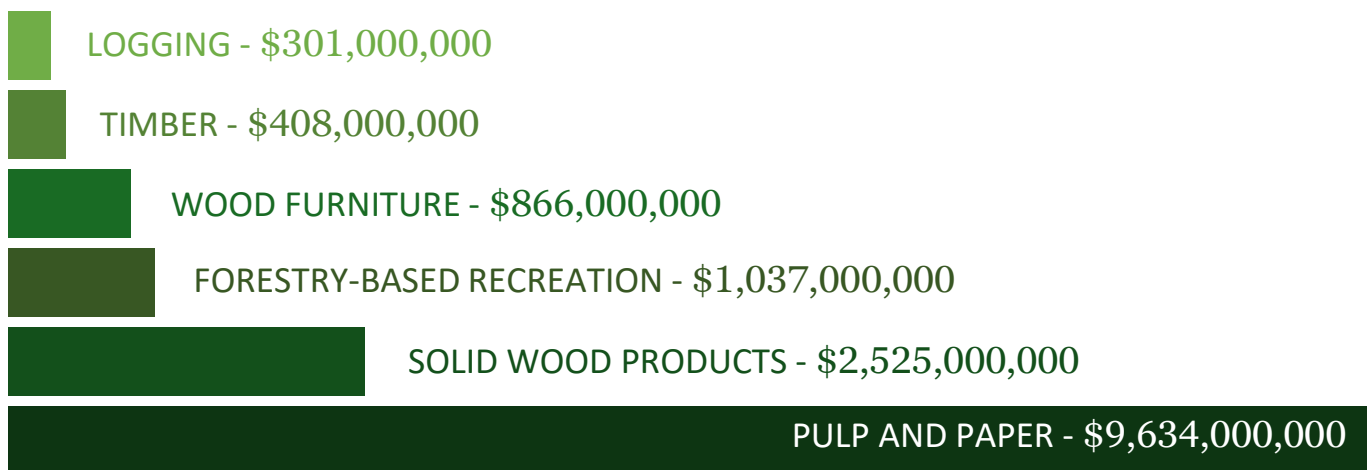 LOGGING - $301,000,000
TIMBER - $408,000,000
WOOD FURNITURE - $866,000,000
FORESTRY-BASED RECREATION - $1,037,000,000
SOLID WOOD PRODUCTS - $2,525,000,000
PULP AND PAPER - $9,634,000,000